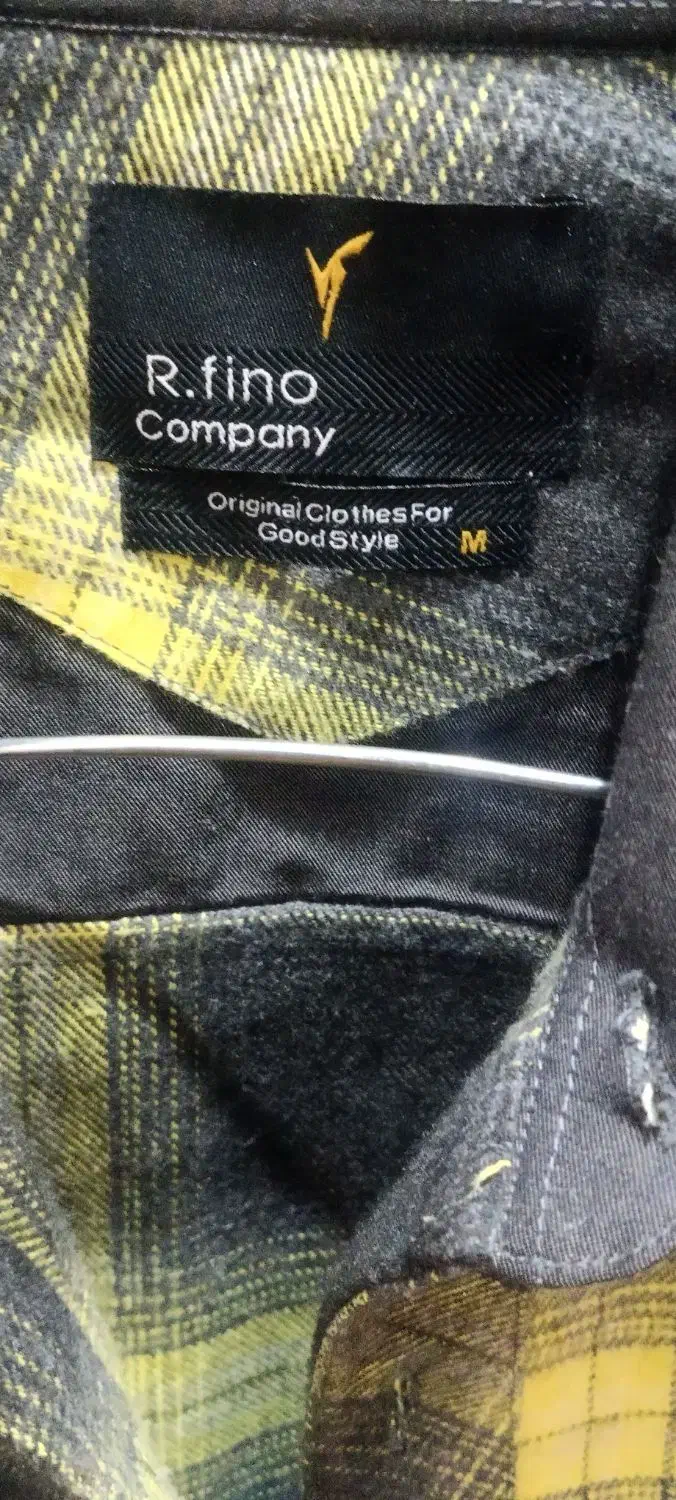 R.fino
Company
Original Clothes For
Good Style M